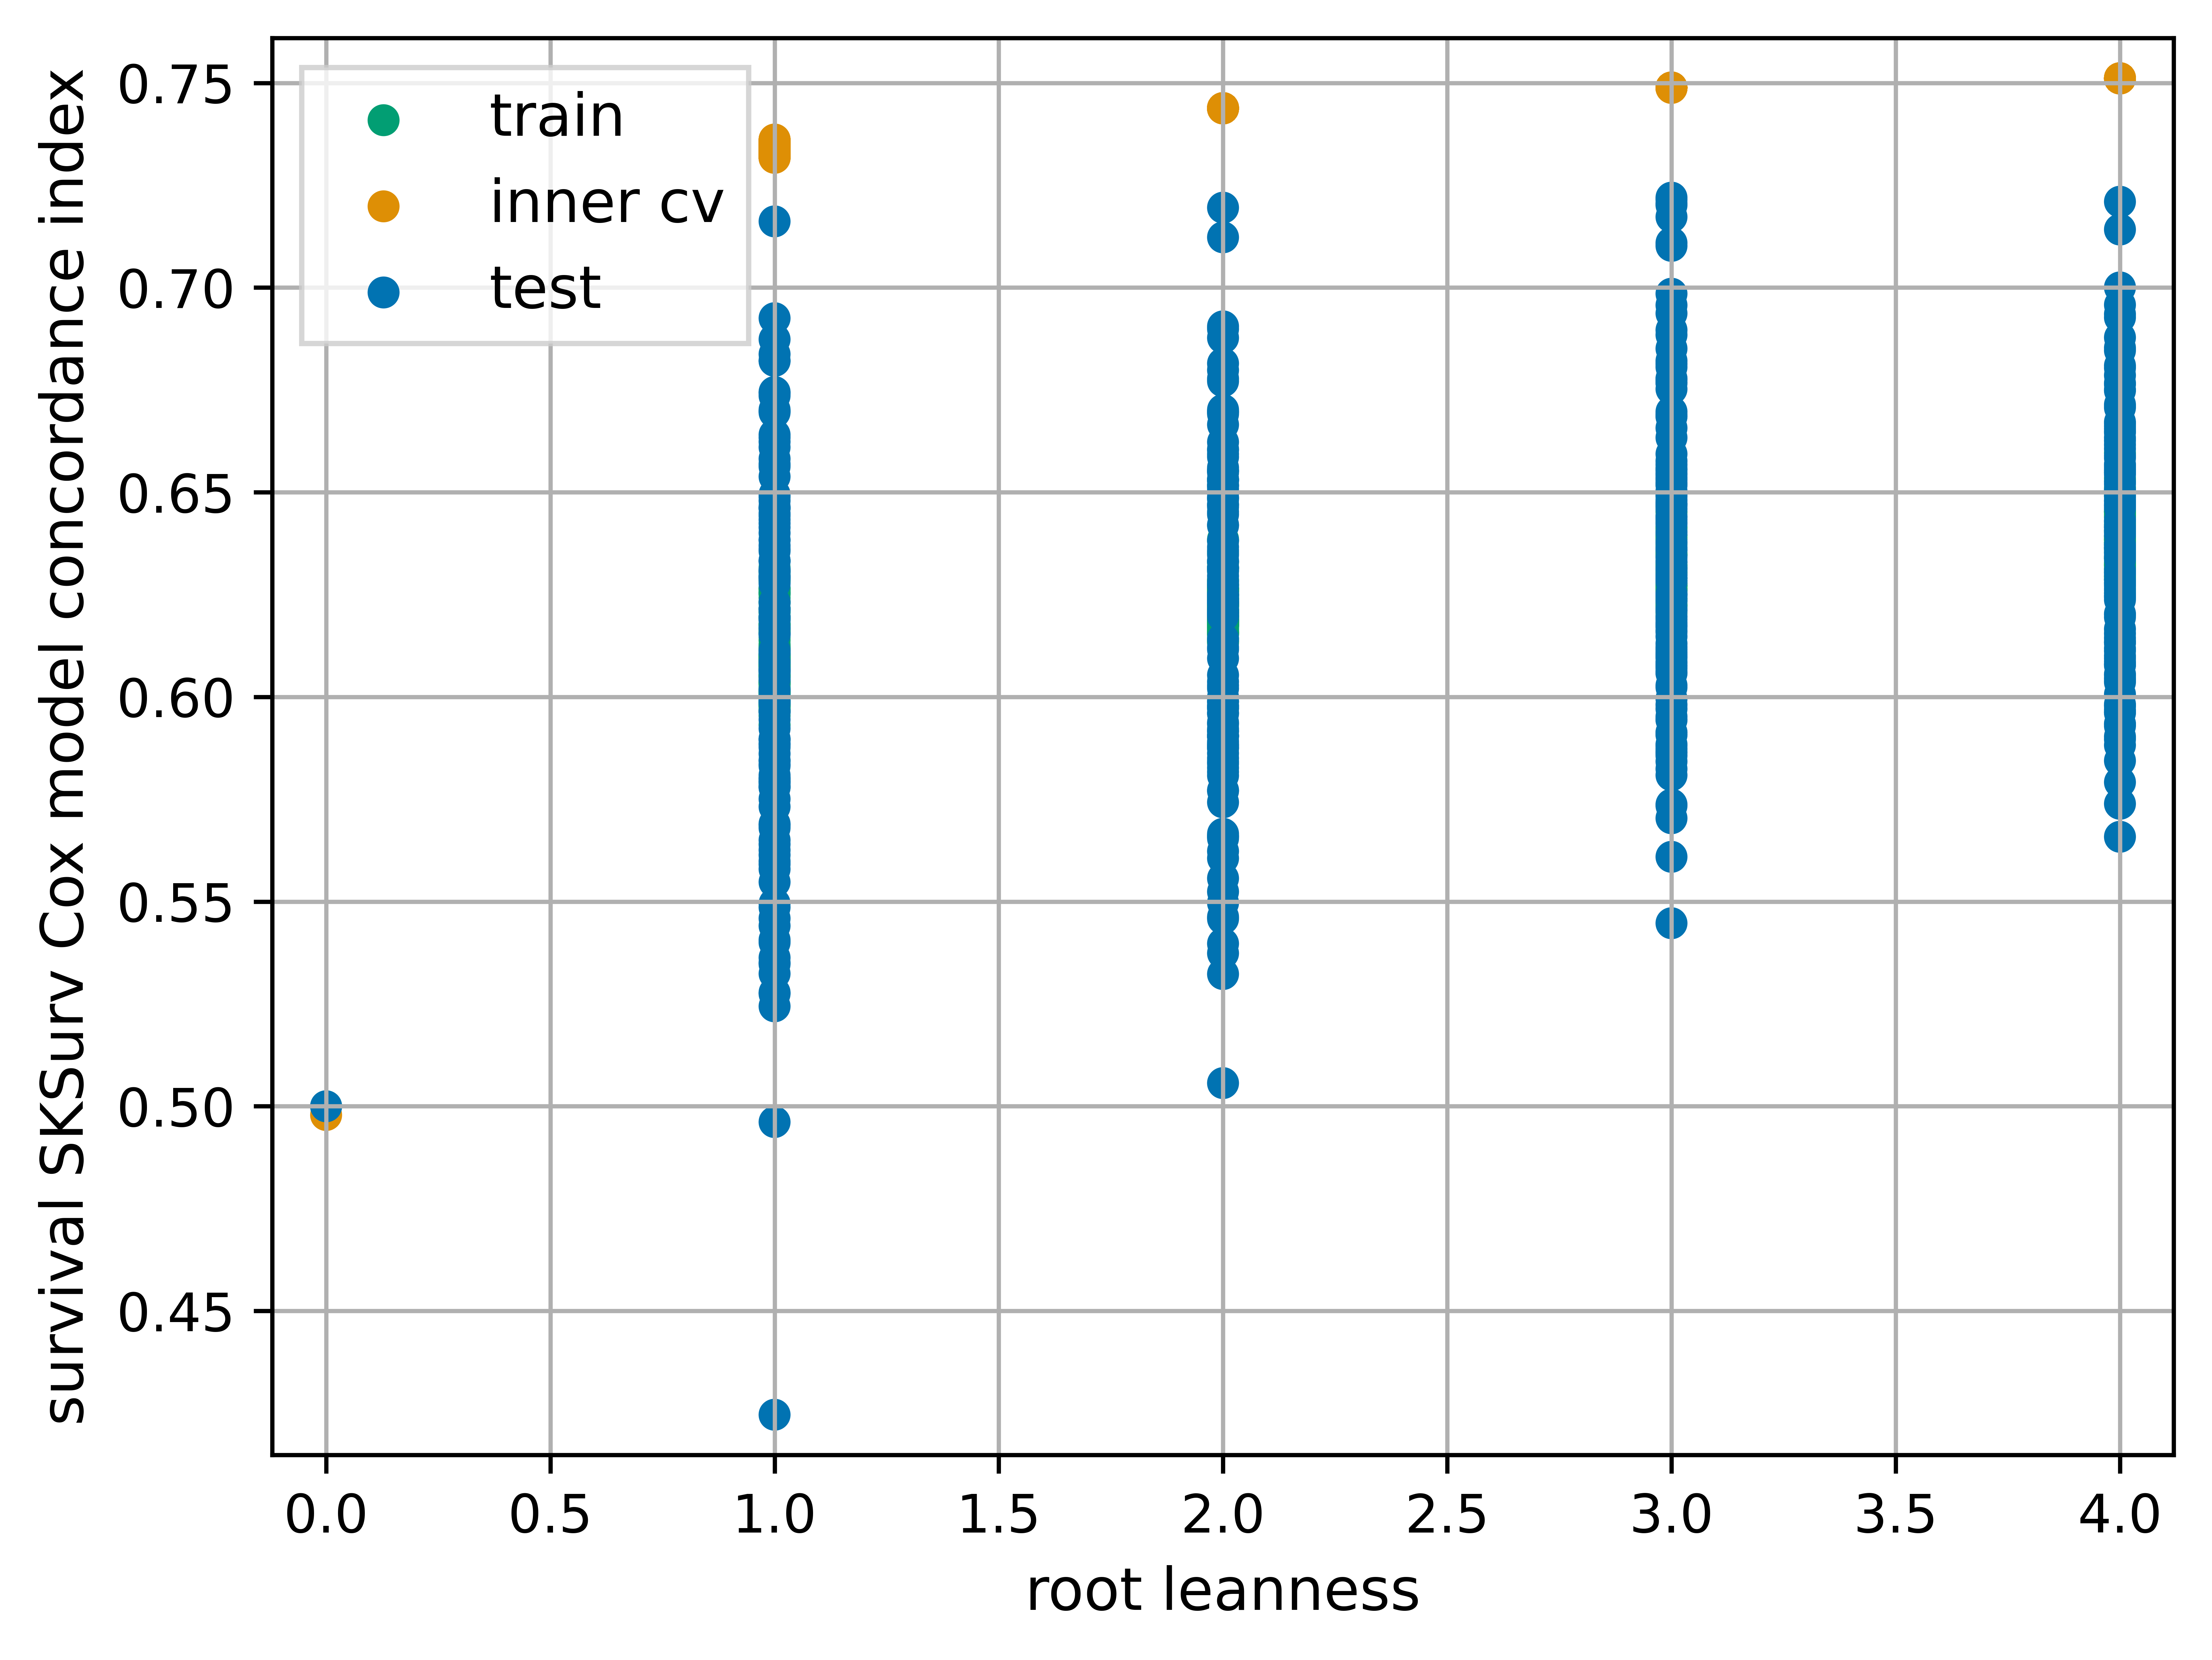 survival SKSurv Cox model concordance index
0.75
0.70
0.65
0.60
0.55
0.50
0.45
train
inner cv
test
0.0 0.5 1.0 1.5 2.0 2.5 3.0 3.5 4.0
root leanness